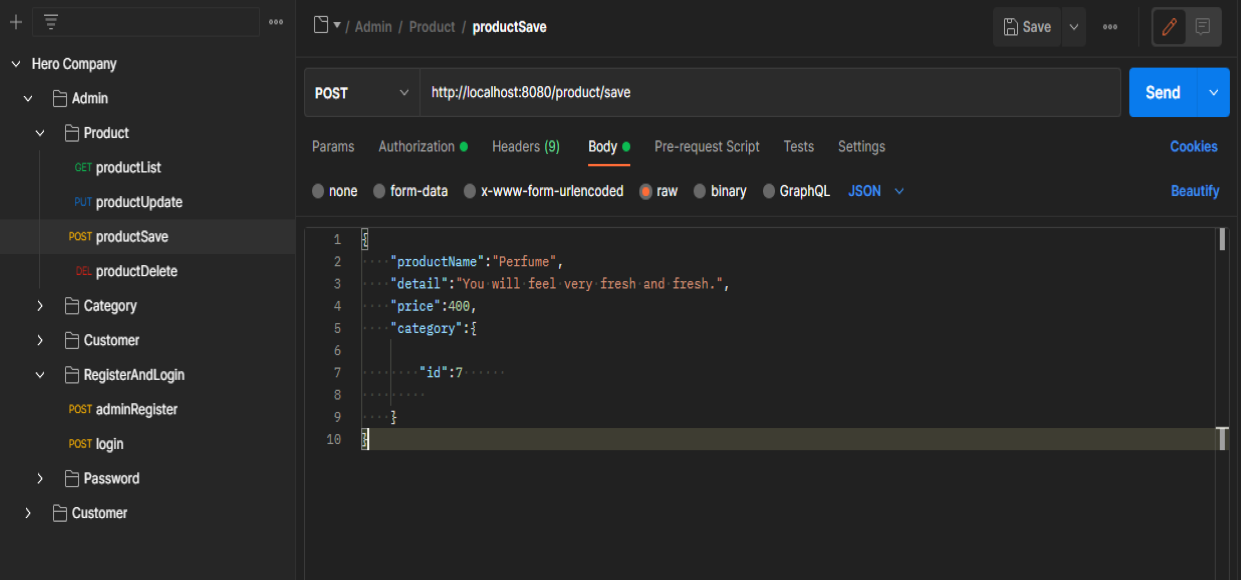 Hero Company
Admin
Product
GET productList
PUT productUpdate
POST productSave
DEL productDelete
Category
Customer
RegisterAndLogin
POST adminRegister
POST login
Password
Customer
/ Admin / Product / productSave
Save
POST
http://localhost:8080/product/save
Send
Params Authorization Headers (9) Body Pre-request Script Tests Settings Cookies
none form-data x-www-form-urlencoded raw binary GraphQL JSON Beautify
1 {
2 "productName":"Perfume",
3 "detail":"You will feel very fresh and fresh.",
4 "price":400,
5 "category":{
6
7 "id":7
8
9 }
10 }